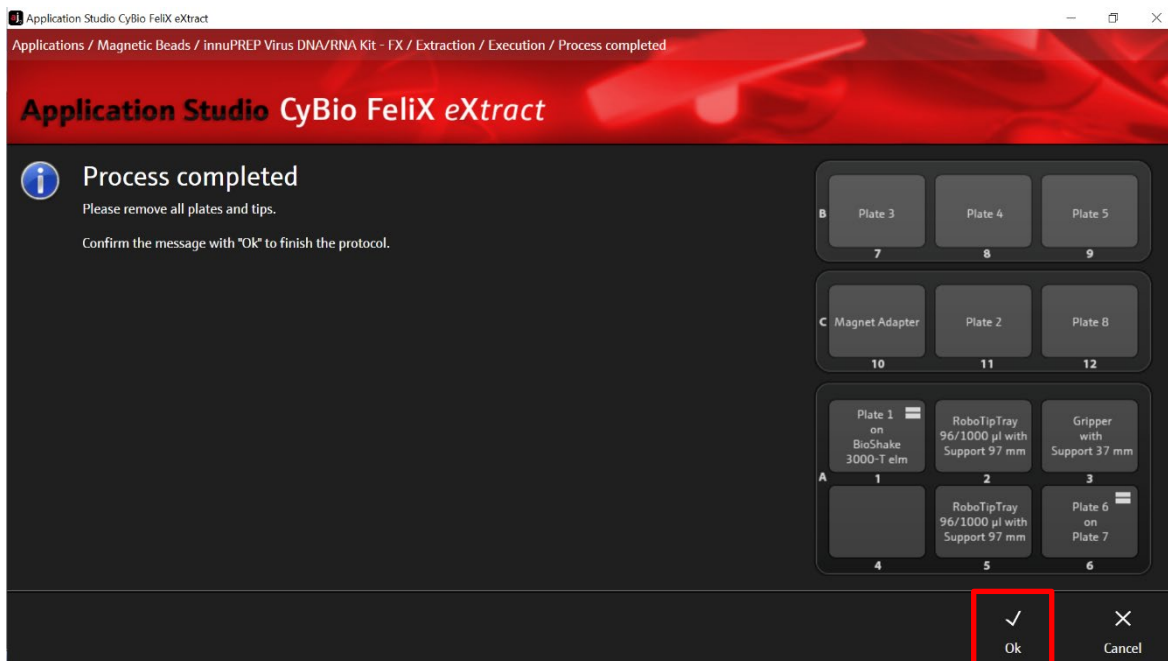 Application Studio CyBio FeliX eXtract
Applications / Magnetic Beads / innuPREP Virus DNA/RNA Kit - FX / Extraction / Execution / Process completed
Application Studio CyBio FeliX eXtract
Process completed
Please remove all plates and tips.
Confirm the message with "Ok" to finish the protocol.
B
Plate 3
Plate 4
Plate 5
7
8
9
C
Magnet Adapter
Plate 2
Plate 8
10
11
12
A
Plate 1
on
BioShake
3000-T elm
1
RoboTipTray
96/1000 µl with
Support 97 mm
2
Gripper
with
Support 37 mm
3
4
RoboTipTray
96/1000 µl with
Support 97 mm
5
Plate 6
on
Plate 7
6
Ok
Cancel